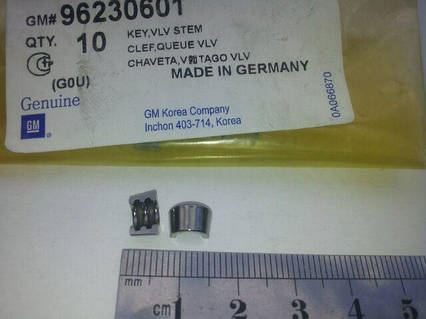 GM# 96230601
QTY. 10
KEY,VLV STEM
CLEF,QUEUE VLV
CHAVETA,V TAGO VLV
(G0U)
MADE IN GERMANY
Genuine
GM
GM Korea Company
Inchon 403-714, Korea
0A066870
mm
cm 1 2 3 4 5